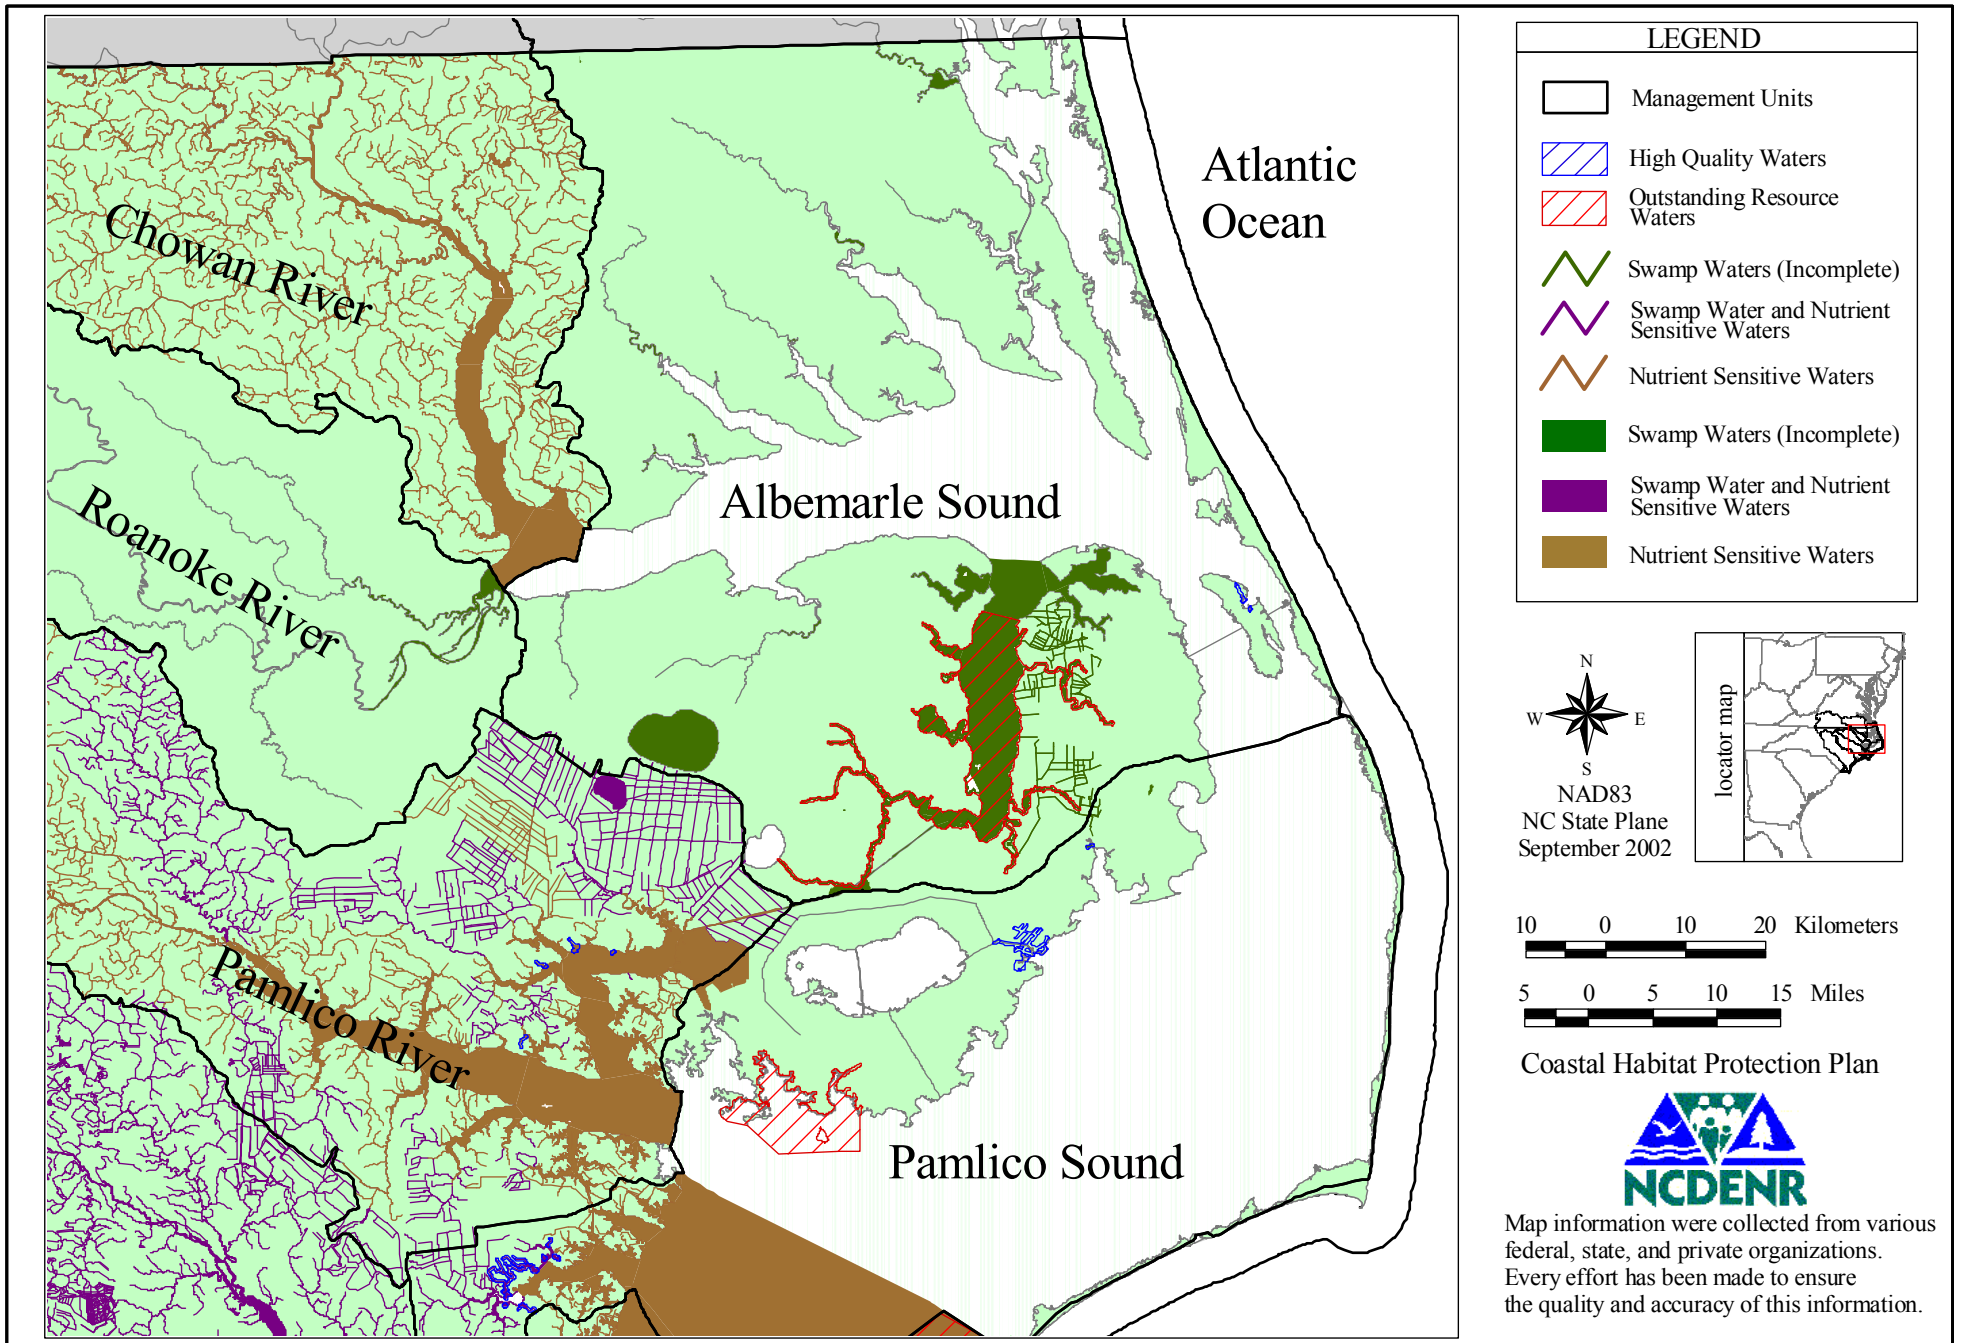 Chowan River
Roanoke River
Pamlico River
Albemarle Sound
Pamlico Sound
Atlantic
Ocean
LEGEND
Management Units
High Quality Waters
Outstanding Resource
Waters
Swamp Waters (Incomplete)
Swamp Water and Nutrient
Sensitive Waters
Nutrient Sensitive Waters
Swamp Waters (Incomplete)
Swamp Water and Nutrient
Sensitive Waters
Nutrient Sensitive Waters
N
W E
S
NAD83
NC State Plane
September 2002
locator map
10 0 10 20 Kilometers
5 0 5 10 15 Miles
Coastal Habitat Protection Plan
NCDENR
Map information were collected from various
federal, state, and private organizations.
Every effort has been made to ensure
the quality and accuracy of this information.